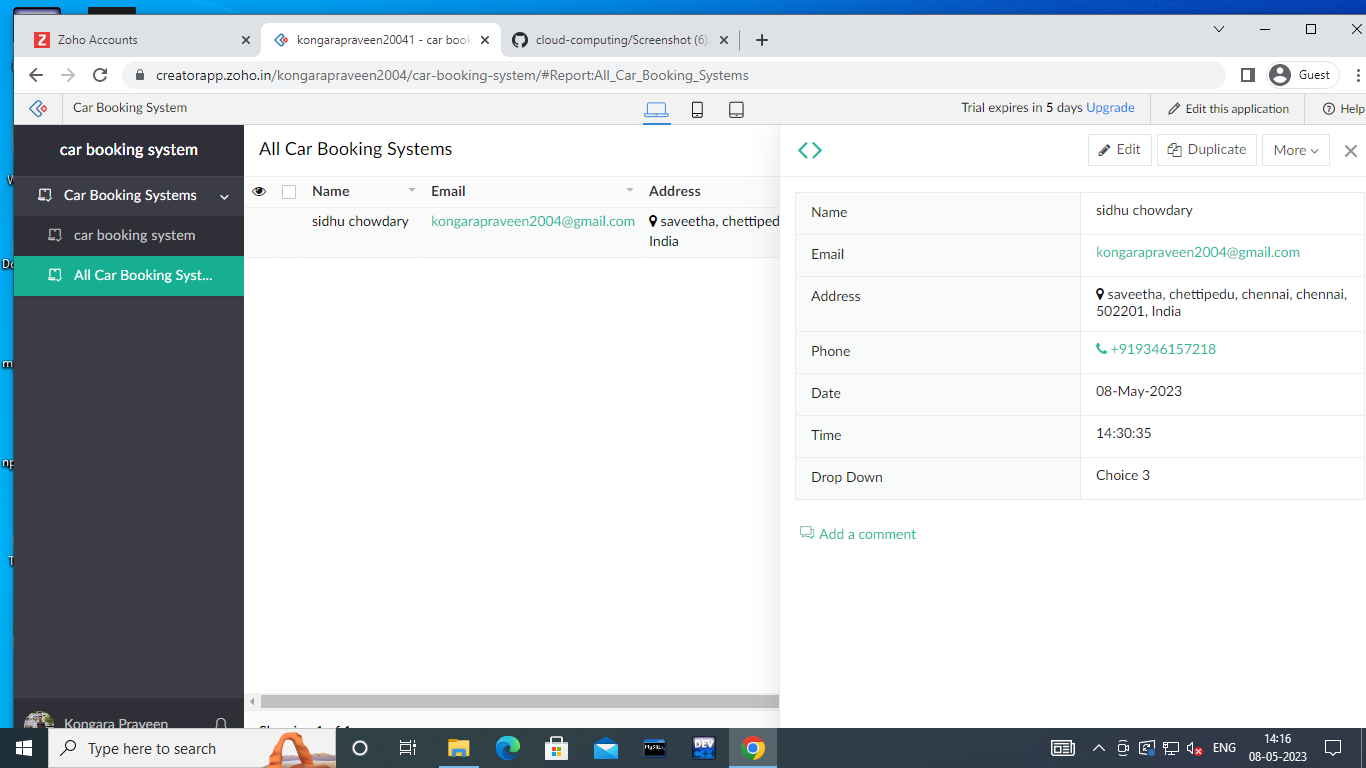 Zoho Accounts
kongarapraveen20041 - car book
cloud-computing/Screenshot (6).
creatorapp.zoho.in/kongarapraveen2004/car-booking-system/#Report:All_Car_Booking_Systems
Guest
Car Booking System
Trial expires in 5 days Upgrade
Edit this application
Help
car booking system
Car Booking Systems
car booking system
All Car Booking Syst...
Kongara Praveen
All Car Booking Systems
Name Email Address
sidhu chowdary kongarapraveen2004@gmail.com saveetha, chettiped
India
Edit Duplicate More
Name sidhu chowdary
Email kongarapraveen2004@gmail.com
Address saveetha, chettipedu, chennai, chennai,
502201, India
Phone +919346157218
Date 08-May-2023
Time 14:30:35
Drop Down Choice 3
Add a comment
Type here to search
MySQL
DEV
ENG
14:16
08-05-2023